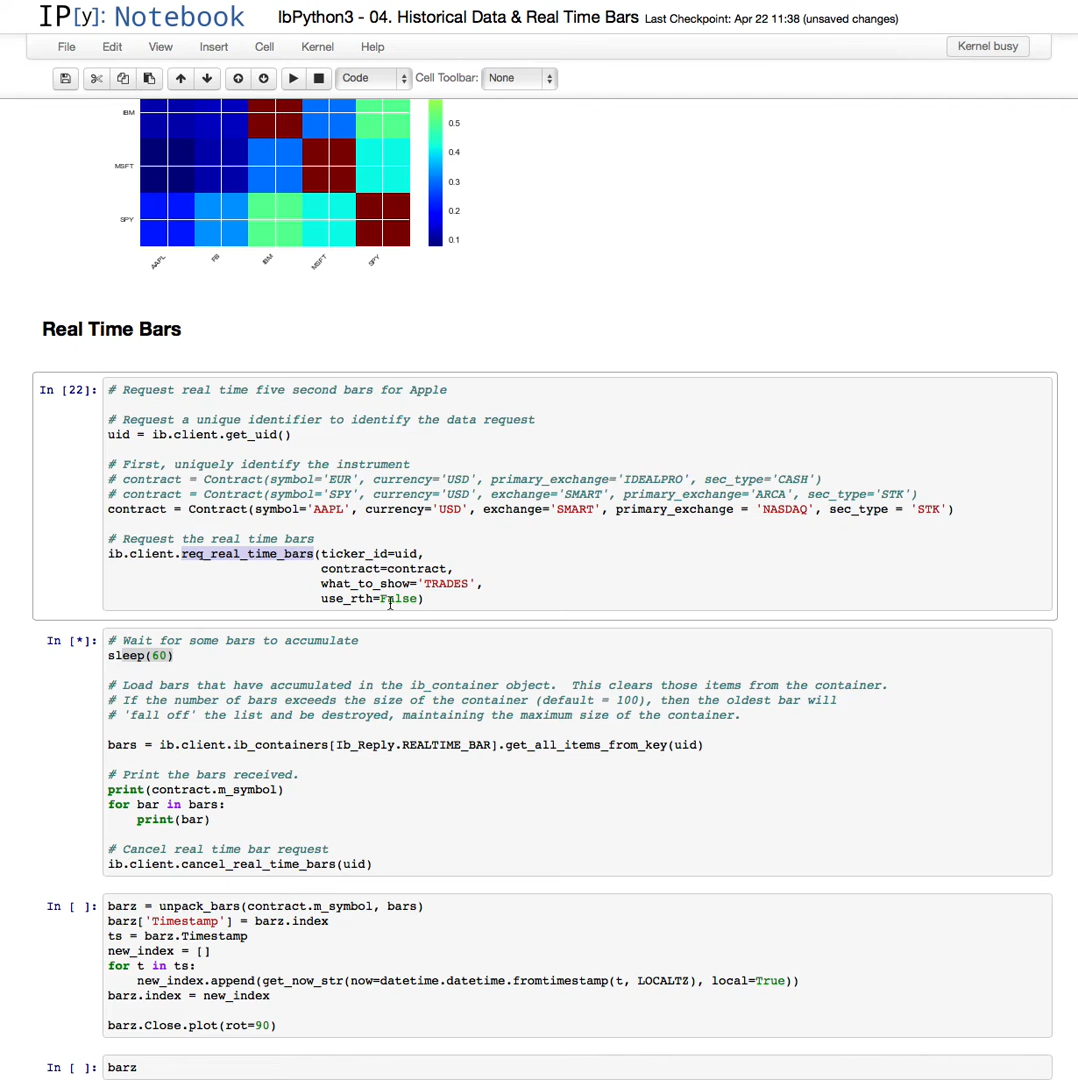 IP[y]: Notebook IbPython3 - 04. Historical Data & Real Time Bars Last Checkpoint: Apr 22 11:38 (unsaved changes)
File Edit View Insert Cell Kernel Help Kernel busy
Code Cell Toolbar: None
IBM
MSFT
SPY
0.5
0.4
0.3
0.2
0.1
AAPL FB IBM MSFT SPY
Real Time Bars
In [22]: # Request real time five second bars for Apple
# Request a unique identifier to identify the data request
uid = ib.client.get_uid()
# First, uniquely identify the instrument
# contract = Contract(symbol='EUR', currency='USD', primary_exchange='IDEALPRO', sec_type='CASH')
# contract = Contract(symbol='SPY', currency='USD', exchange='SMART', primary_exchange='ARCA', sec_type='STK')
contract = Contract(symbol='AAPL', currency='USD', exchange='SMART', primary_exchange = 'NASDAQ', sec_type = 'STK')
# Request the real time bars
ib.client.req_real_time_bars(ticker_id=uid,
contract=contract,
what_to_show='TRADES',
use_rth=False)
In [*]: # Wait for some bars to accumulate
sleep(60)
# Load bars that have accumulated in the ib_container object.  This clears those items from the container.
# If the number of bars exceeds the size of the container (default = 100), then the oldest bar will
# 'fall off' the list and be destroyed, maintaining the maximum size of the container.
bars = ib.client.ib_containers[Ib_Reply.REALTIME_BAR].get_all_items_from_key(uid)
# Print the bars received.
print(contract.m_symbol)
for bar in bars:
print(bar)
# Cancel real time bar request
ib.client.cancel_real_time_bars(uid)
In [ ]: barz = unpack_bars(contract.m_symbol, bars)
barz['Timestamp'] = barz.index
ts = barz.Timestamp
new_index = []
for t in ts:
new_index.append(get_now_str(now=datetime.datetime.fromtimestamp(t, LOCALTZ), local=True))
barz.index = new_index
barz.Close.plot(rot=90)
In [ ]: barz